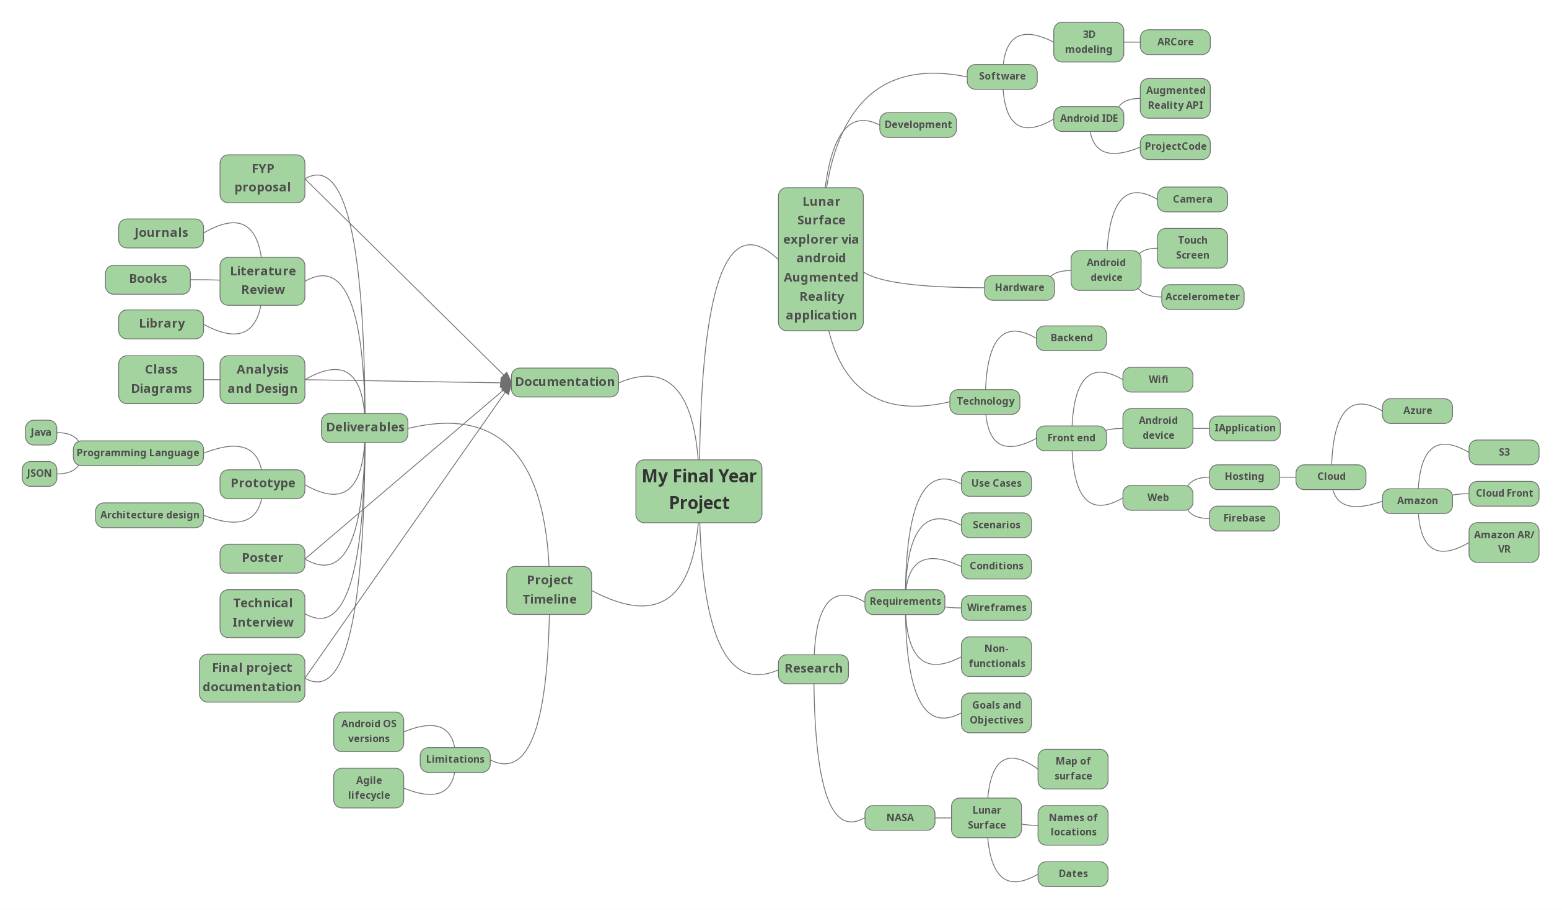 My Final Year
Project
Lunar
Surface
explorer via
android
Augmented
Reality
application
Software
3D
modeling
ARCore
Android IDE
Augmented
Reality API
ProjectCode
Development
Hardware
Android
device
Camera
Touch
Screen
Accelerometer
Technology
Backend
Front end
Wifi
Android
device
IApplication
Web
Hosting
Cloud
Azure
Amazon
S3
Cloud Front
Amazon AR/
VR
Firebase
Research
Requirements
Use Cases
Scenarios
Conditions
Wireframes
Non-
functionals
Goals and
Objectives
NASA
Lunar
Surface
Map of
surface
Names of
locations
Dates
Documentation
Project
Timeline
Deliverables
FYP
proposal
Literature
Review
Journals
Books
Library
Analysis
and Design
Class
Diagrams
Prototype
Programming Language
Java
JSON
Architecture design
Poster
Technical
Interview
Final project
documentation
Limitations
Android OS
versions
Agile
lifecycle